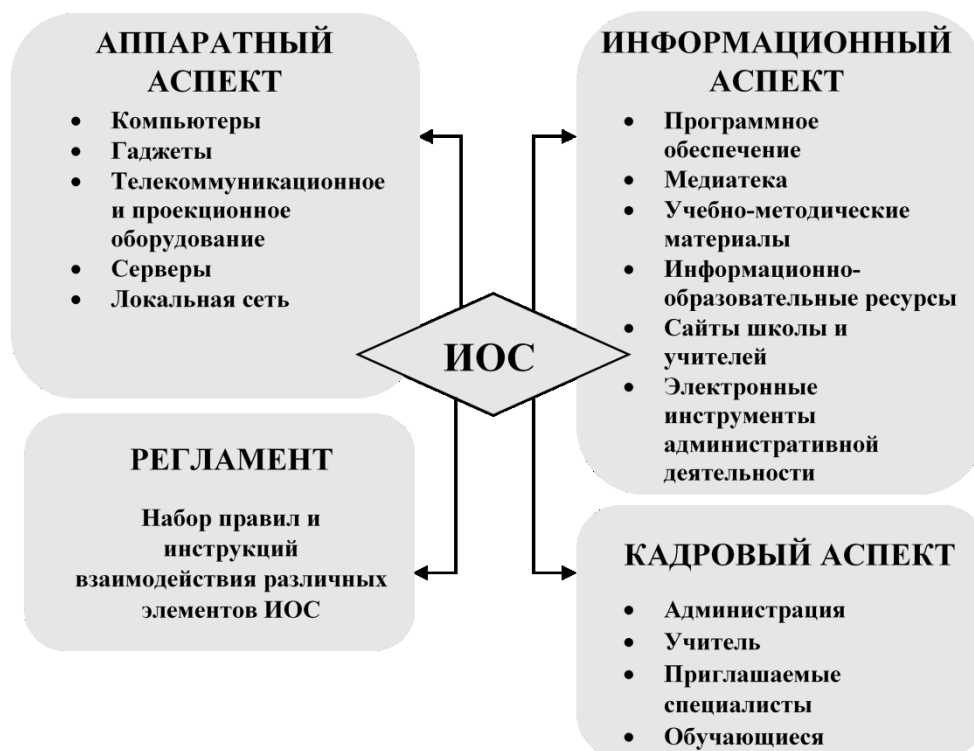 АППАРАТНЫЙ
АСПЕКТ
• Компьютеры
• Гаджеты
• Телекоммуникационное
и проекционное
оборудование
• Серверы
• Локальная сеть
ИНФОРМАЦИОННЫЙ
АСПЕКТ
• Программное
обеспечение
• Медиатека
• Учебно-методические
материалы
• Информационно-
образовательные ресурсы
• Сайты школы и
учителей
• Электронные
инструменты
административной
деятельности
ИОС
РЕГЛАМЕНТ
Набор правил и
инструкций
взаимодействия различных
элементов ИОС
КАДРОВЫЙ АСПЕКТ
• Администрация
• Учитель
• Приглашаемые
специалисты
• Обучающиеся